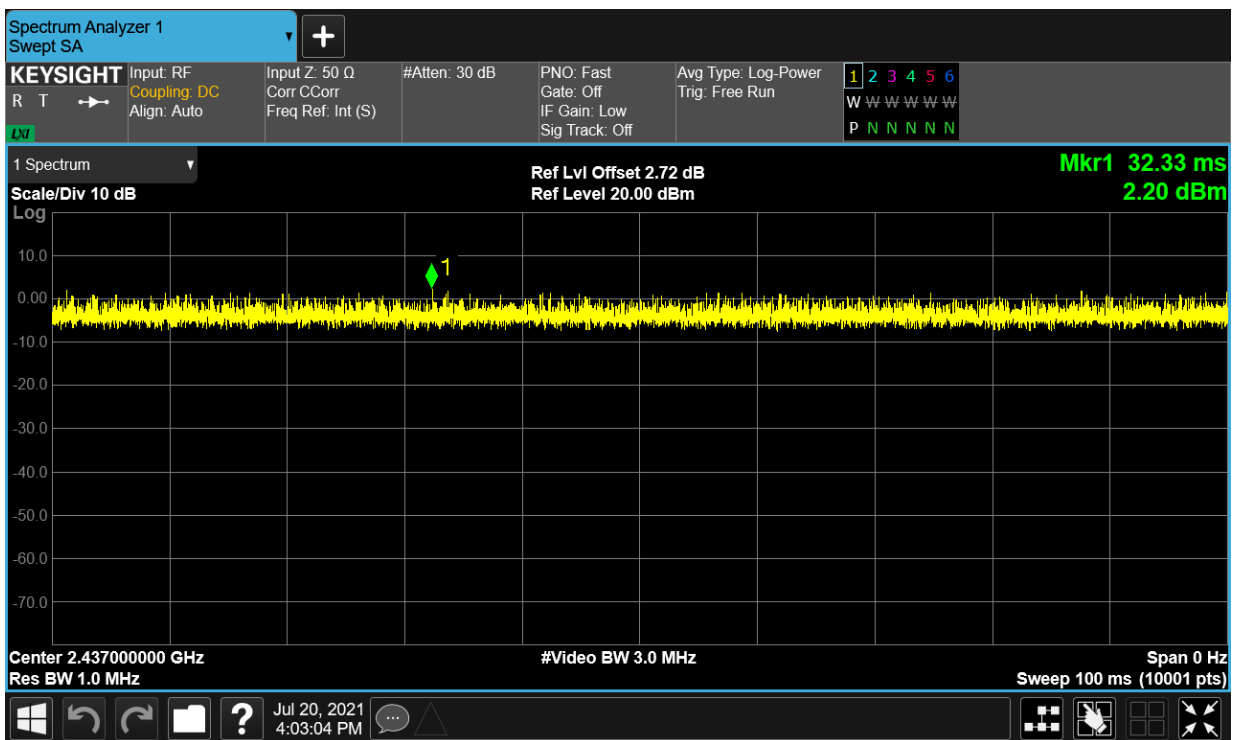 Spectrum Analyzer 1
Swept SA
KEYSIGHT
R T
LXI
Input: RF
Coupling: DC
Align: Auto
Input Z: 50 Ω
Corr CCorr
Freq Ref: Int (S)
#Atten: 30 dB
PNO: Fast
Gate: Off
IF Gain: Low
Sig Track: Off
Avg Type: Log-Power
Trig: Free Run
1 2 3 4 5 6
W W W W W W
P N N N N N
1 Spectrum
Scale/Div 10 dB
Ref Lvl Offset 2.72 dB
Ref Level 20.00 dBm
Mkr1 32.33 ms
2.20 dBm
Log
10.0
0.00
-10.0
-20.0
-30.0
-40.0
-50.0
-60.0
-70.0
1
Center 2.437000000 GHz
Res BW 1.0 MHz
#Video BW 3.0 MHz
Span 0 Hz
Sweep 100 ms (10001 pts)
?
Jul 20, 2021
4:03:04 PM